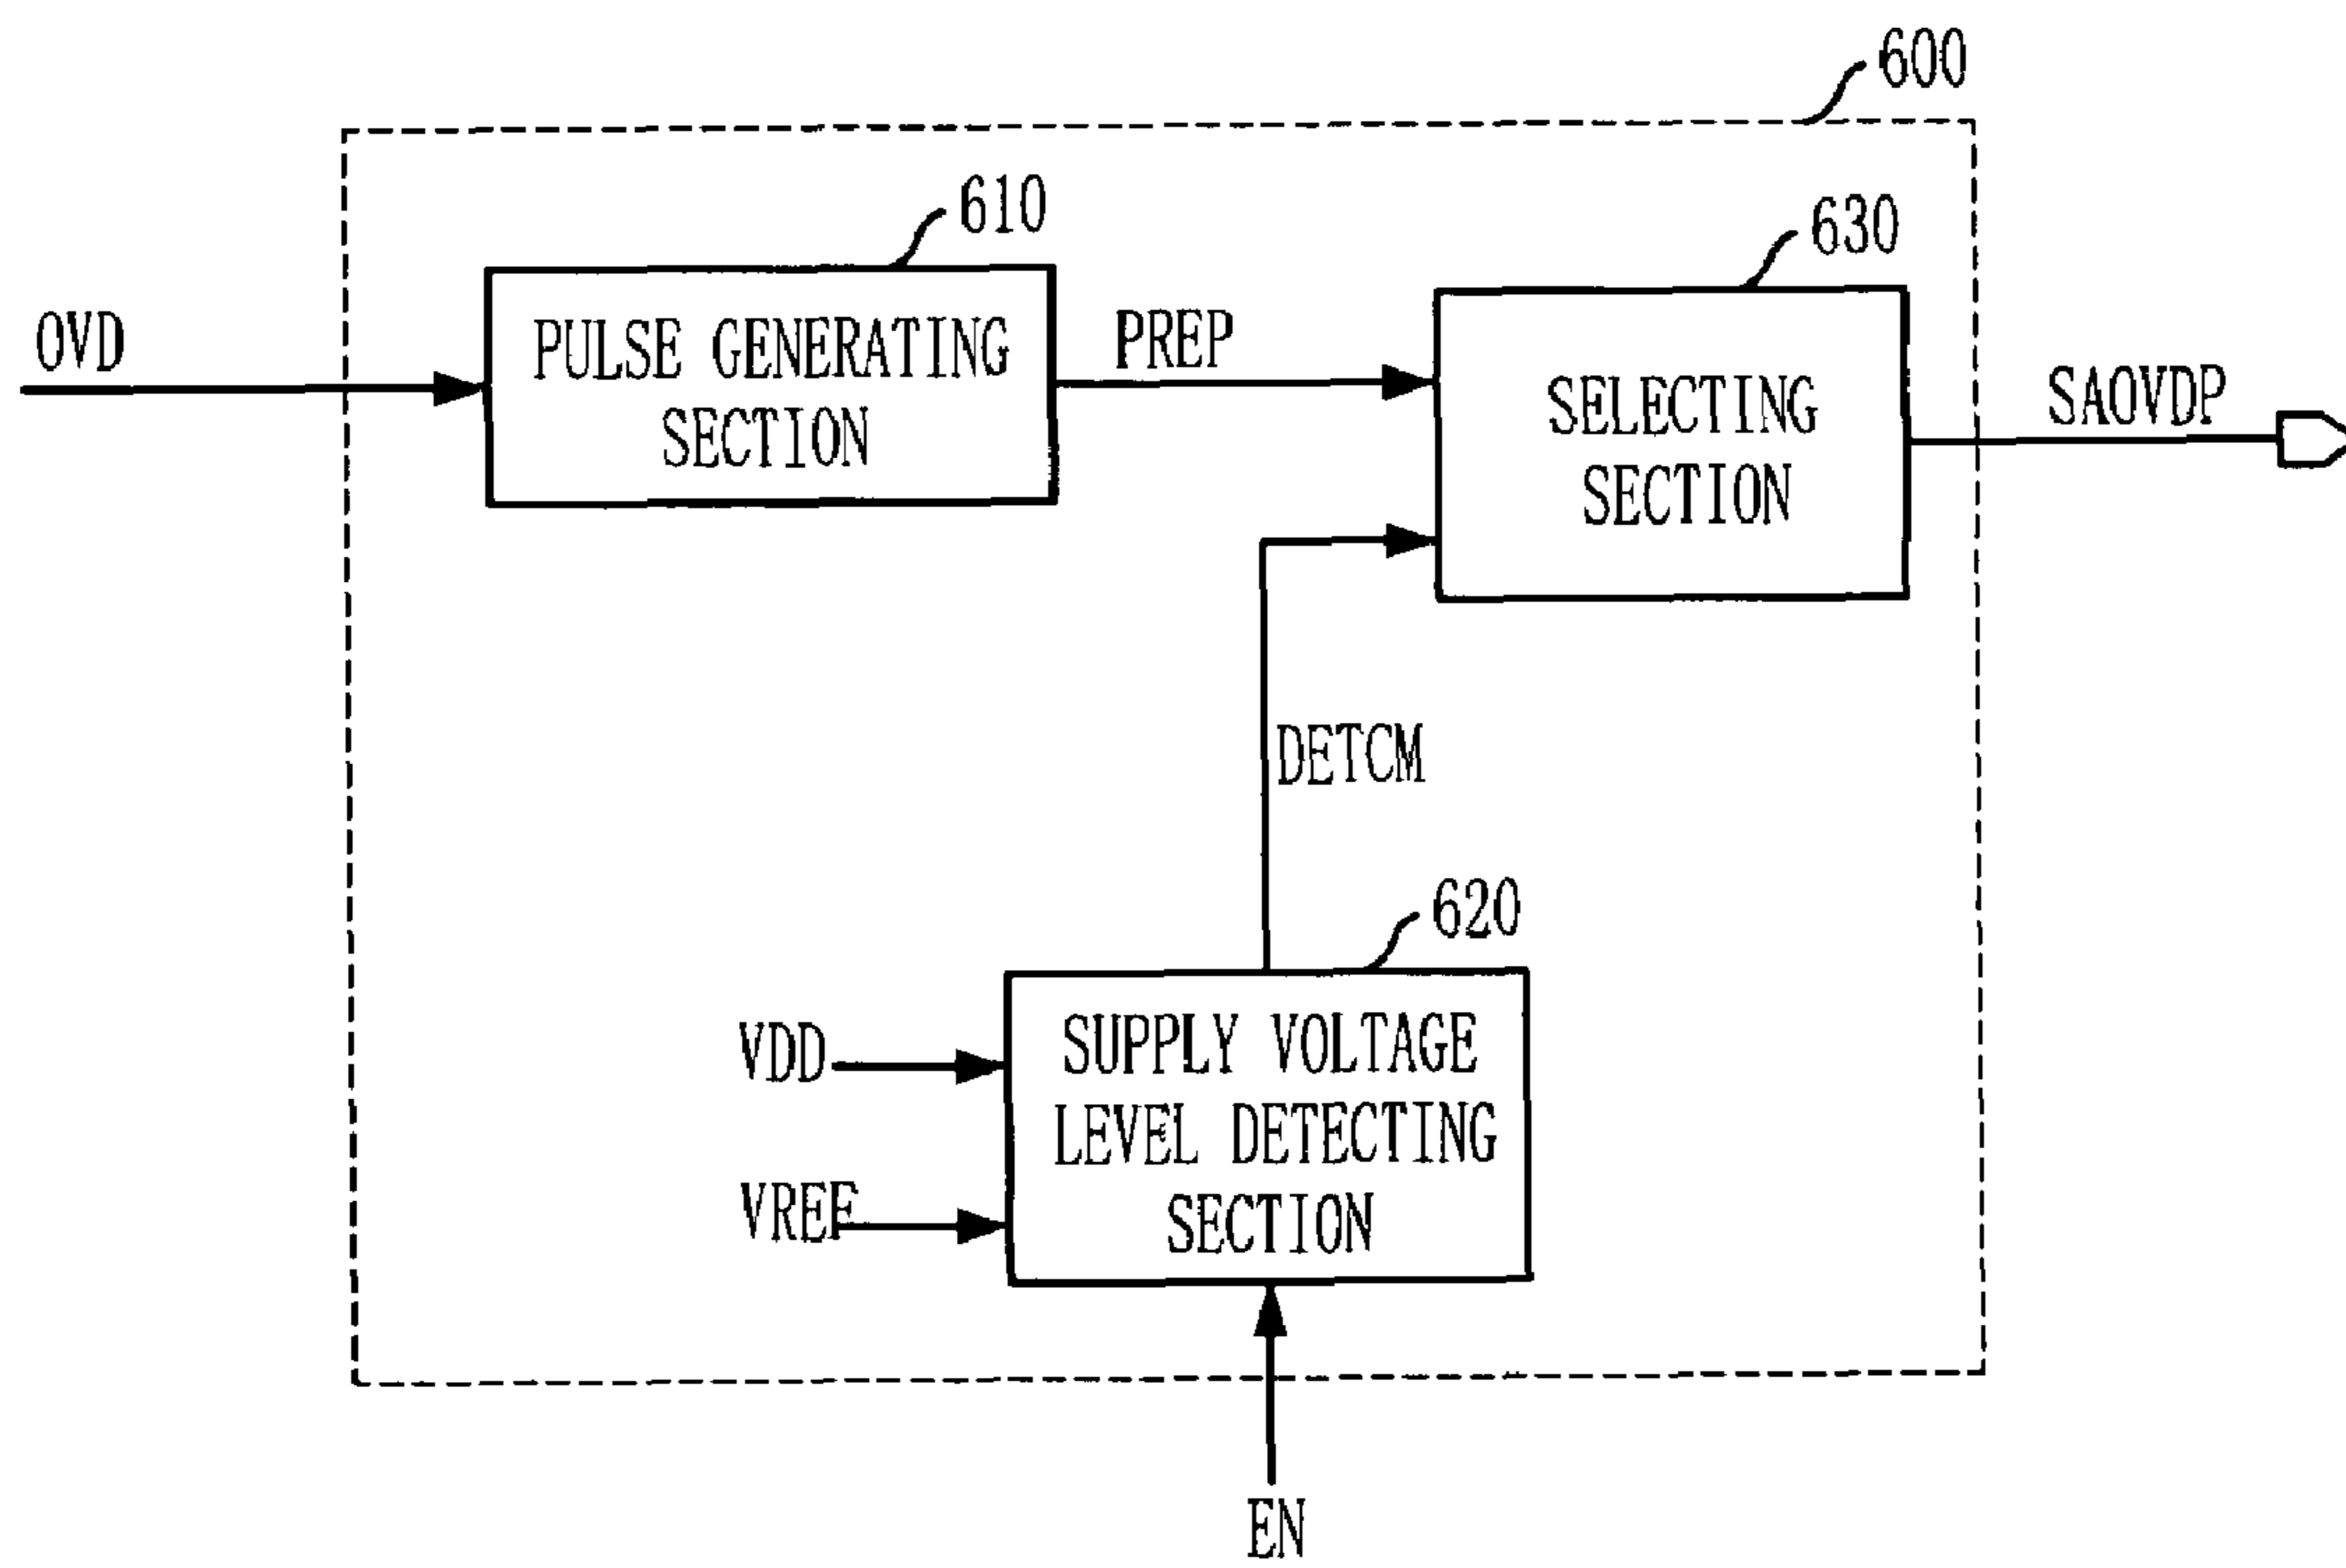 600
610
630
OVD
PULSE GENERATING
SECTION
PREP
SELECTING
SECTION
SAOVDP
DETCM
620
VDD
SUPPLY VOLTAGE
LEVEL DETECTING
SECTION
VREF
EN